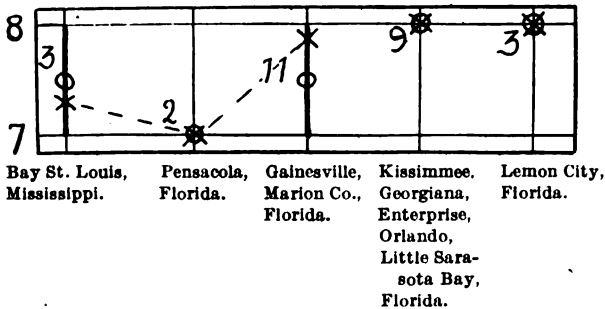 8
3 2 11 9 3
7
Bay St. Louis, Mississippi.
Pensacola, Florida.
Gainesville, Marion Co., Florida.
Kissimmee. Georgiana, Enterprise, Orlando, Little Sara- sota Bay, Florida.
Lemon City, Florida.